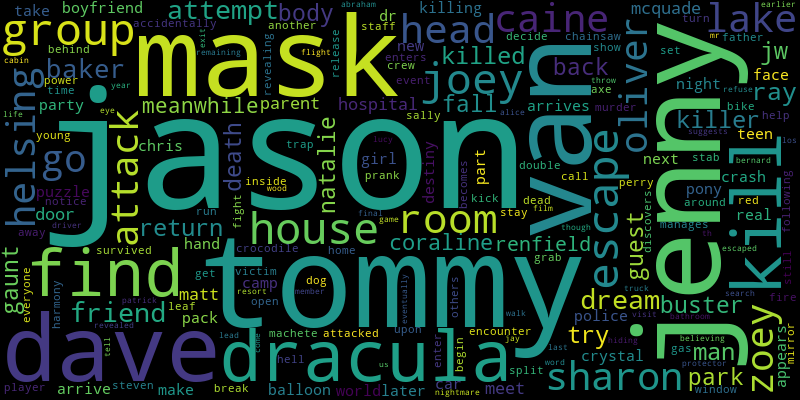 take
boyfriend
attempt
body
killing
mcquade
turn
abraham
earlier
group
mask
accidentally
another
dr
staff
head
caine
decide
chainsaw
show
father
mr
lake
cabin
behind
revealing
release
new
enters
crew
joey
killed
back
set
jw
baker
power
time
flight
exit
remaining
year
event
axe
face
party
meanwhile
parent
hospital
fall
arrives
murder
night
ray
helsing
young
life
eye
attack
jason
sally
alice
van
throw
refuse
oliver
jenny
killer
bike
help
teen
los
chris
natalie
trap
girl
destiny
part
double
next
stab
bernard
go
puzzle
notice
death
inside
wood
prank
becomes
kick
call
perry
pony
crash
suggests
following
door
driver
return
run
fight
final
game
stay
dead
film
though
escape
guest
discovers
around
manages
real
red
kill
away
survived
hand
house
room
coraline
renfield
grab
escaped
still
gaunt
everyone
find
tommy
crocodile
home
victim
get
camp
open
dog
others
eventually
walk
dream
truck
visit
search
fire
harmony
patrick
friend
matt
leaf
pack
resort
member
machete
attacked
upon
encounter
try
police
hiding
buster
bathroom
believing
zoey
appears
mirror
dave
revealed
tell
lead
come
dracula
hell
us
jay
enter
begin
last
word
crystal
gas
man
protector
player
arrive
steven
make
break
balloon
world
later
car
nightmare
meet
split
sharon
park
window